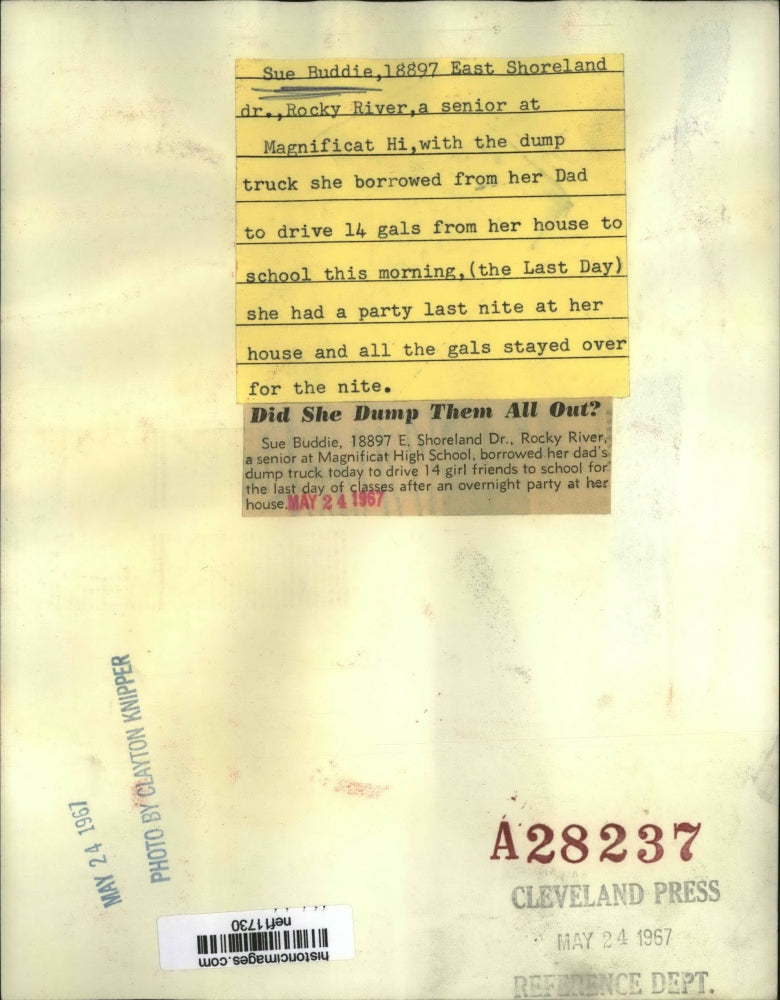 Sue Buddie,18897 East Shoreland
dr.,Rocky River,a senior at
Magnificat Hi,with the dump
truck she borrowed from her Dad
to drive 14 gals from her house to
school this morning,(the Last Day)
she had a party last nite at her
house and all the gals stayed over
for the nite.
Did She Dump Them All Out?
Sue Buddie, 18897 E. Shoreland Dr., Rocky River,
a senior at Magnificat High School, borrowed her dad's
dump truck today to drive 14 girl friends to school for
the last day of classes after an overnight party at her
house.MAY 24 1967
PHOTO BY CLAYTON KNIPPER
MAY 24 1967
A28237
CLEVELAND PRESS
MAY 24 1967
REFERENCE DEPT.
historicimages.com
nef11730